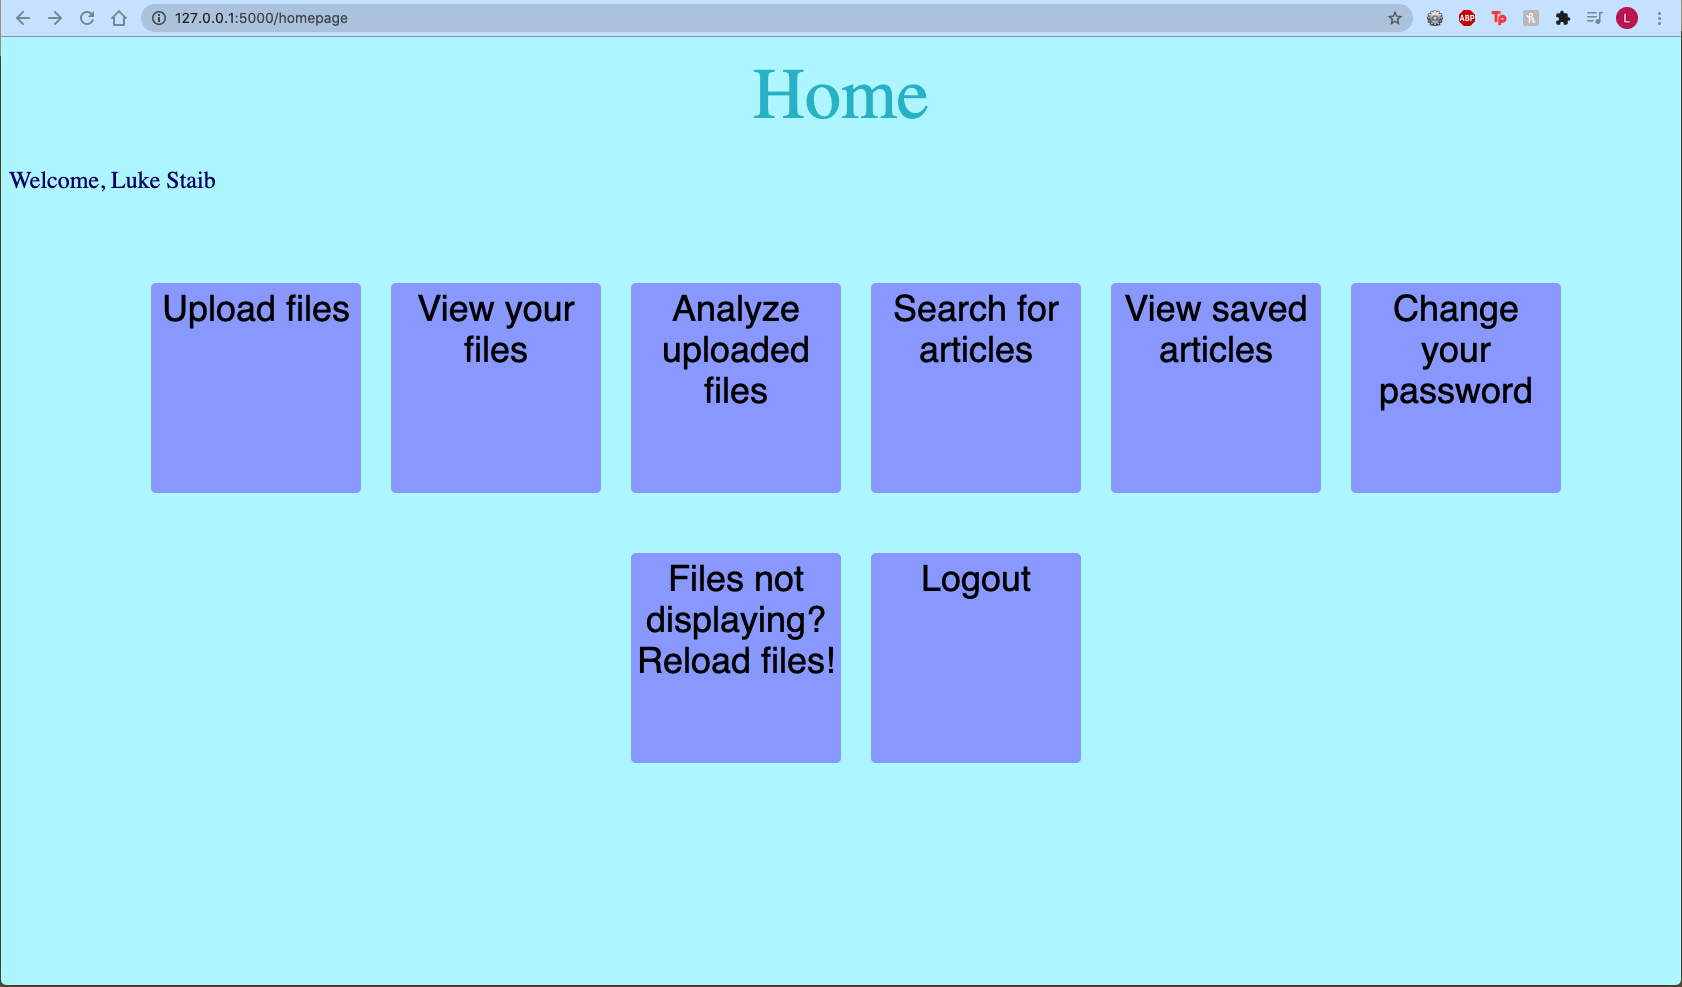 127.0.0.1:5000/homepage
ABP
Tp
L
Home
Welcome, Luke Staib
Upload files
View your
files
Analyze
uploaded
files
Search for
articles
View saved
articles
Change
your
password
Files not
displaying?
Reload files!
Logout